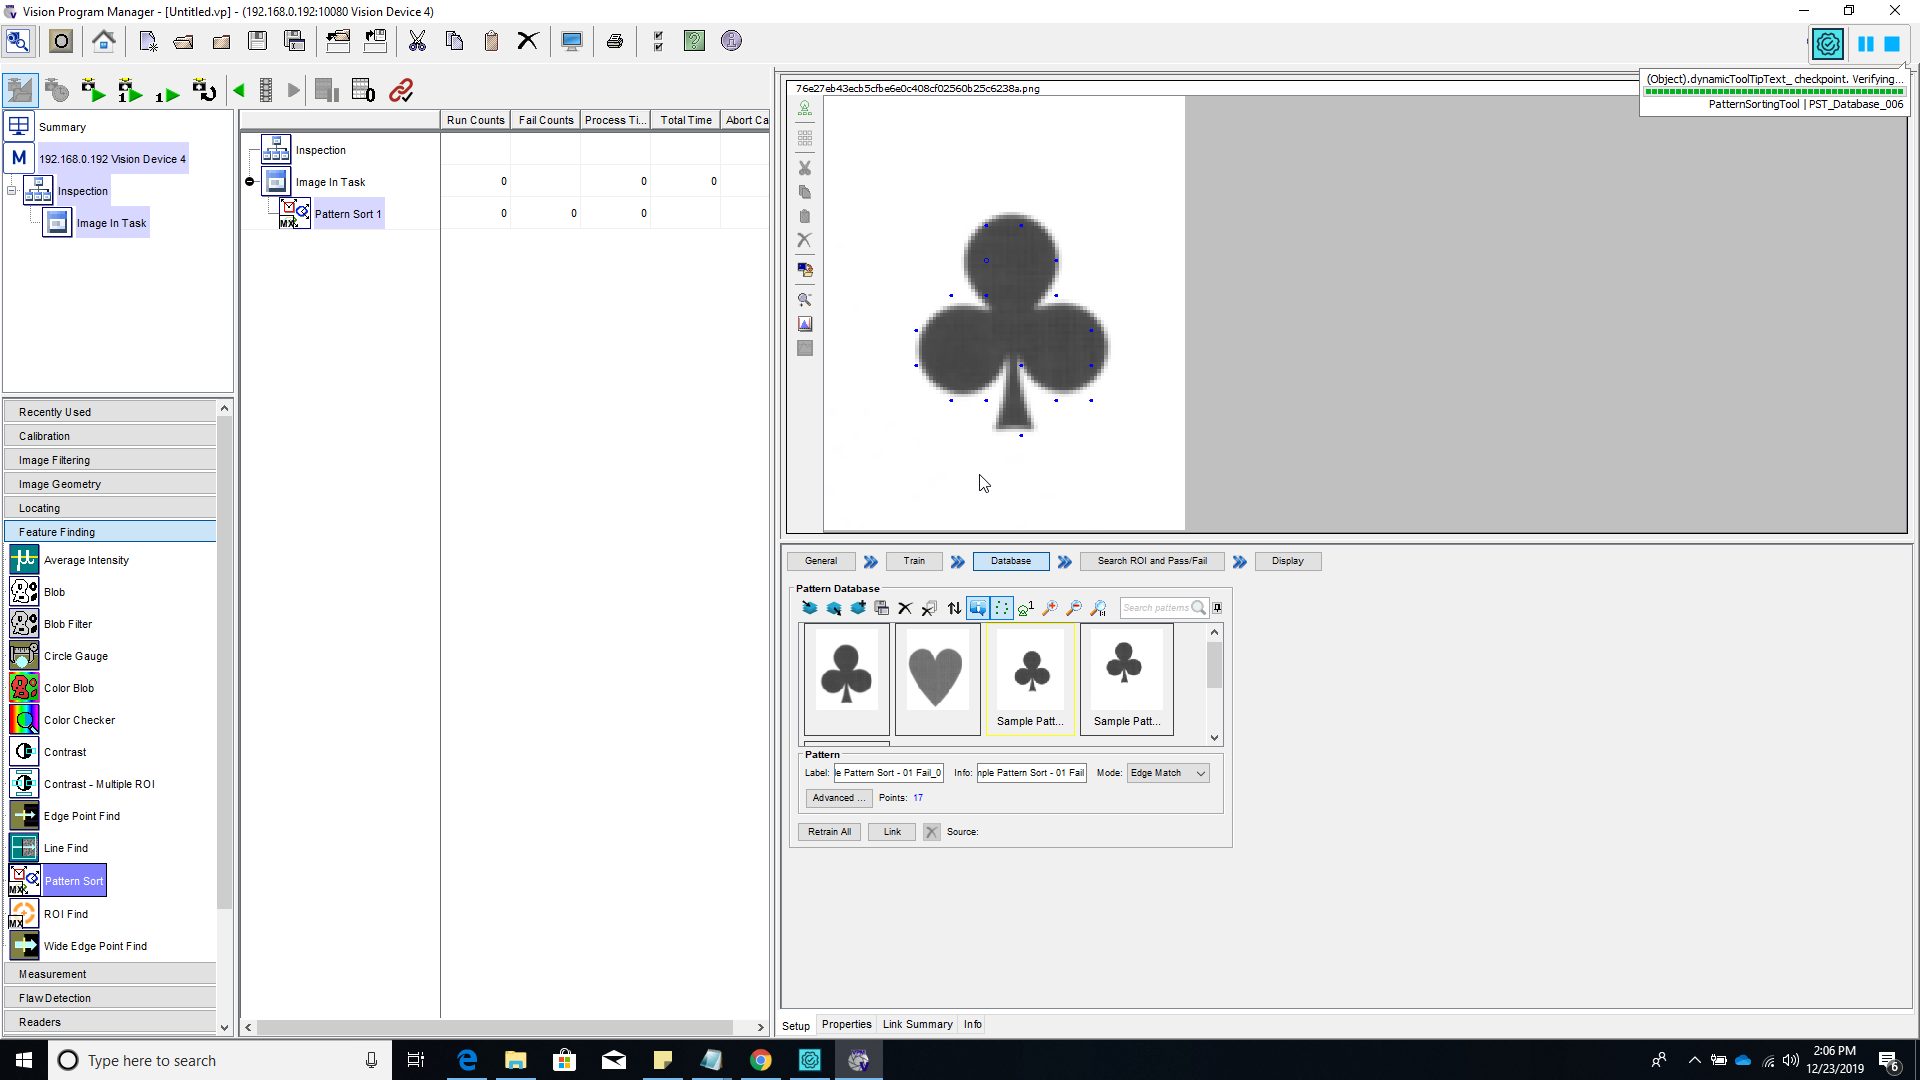 Vision Program Manager - [Untitled.vp] - (192.168.0.192:10080 Vision Device 4)
(Object).dynamicToolTipText_ checkpoint. Verifying...
PatternSortingTool | PST_Database_006
Summary
M 192.168.0.192 Vision Device 4
Inspection
Image In Task
Run Counts Fail Counts Process Ti... Total Time Abort Ca
Inspection
Image In Task 0 0 0
Pattern Sort 1 0 0 0
76e27eb43ecb5cfbe6e0c408cf02560b25c6238a.png
Recently Used
Calibration
Image Filtering
Image Geometry
Locating
Feature Finding
Average Intensity
Blob
Blob Filter
Circle Gauge
Color Blob
Color Checker
Contrast
Contrast - Multiple ROI
Edge Point Find
Line Find
Pattern Sort
ROI Find
Wide Edge Point Find
Measurement
Flaw Detection
Readers
General Train Database Search ROI and Pass/Fail Display
Pattern Database
Search patterns
Sample Patt... Sample Patt...
Pattern
Label: le Pattern Sort - 01 Fail_0 Info: nple Pattern Sort - 01 Fail Mode: Edge Match
Advanced ... Points: 17
Retrain All Link Source:
Setup Properties Link Summary Info
Type here to search
2:06 PM
12/23/2019
6